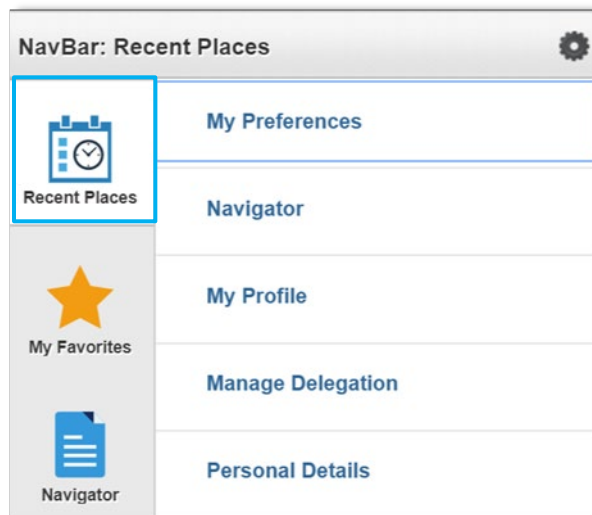 NavBar: Recent Places
Recent Places
My Favorites
Navigator
My Preferences
Navigator
My Profile
Manage Delegation
Personal Details